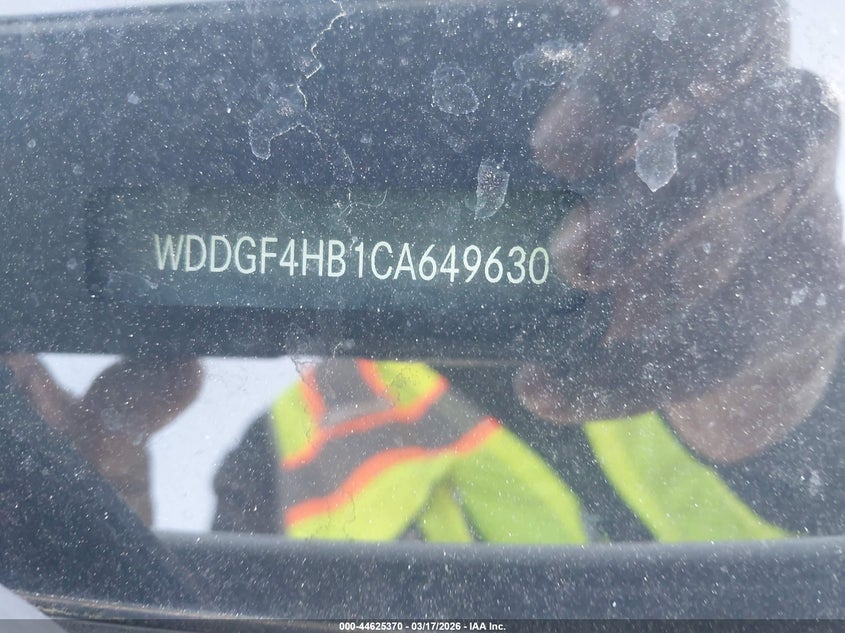 WDDGF4HB1CA649630
000-44625370 - 03/17/2026 - IAA Inc.